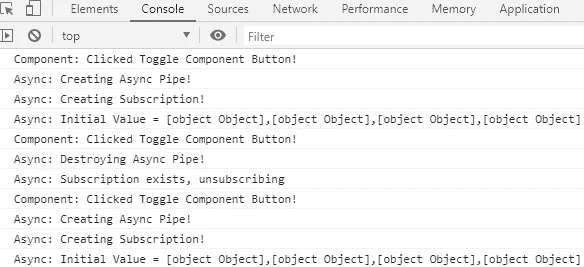 Elements Console Sources Network Performance Memory Application
top Filter
Component: Clicked Toggle Component Button!
Async: Creating Async Pipe!
Async: Creating Subscription!
Async: Initial Value = [object Object],[object Object],[object Object],[object Object]
Component: Clicked Toggle Component Button!
Async: Destroying Async Pipe!
Async: Subscription exists, unsubscribing
Component: Clicked Toggle Component Button!
Async: Creating Async Pipe!
Async: Creating Subscription!
Async: Initial Value = [object Object],[object Object],[object Object],[object Object]